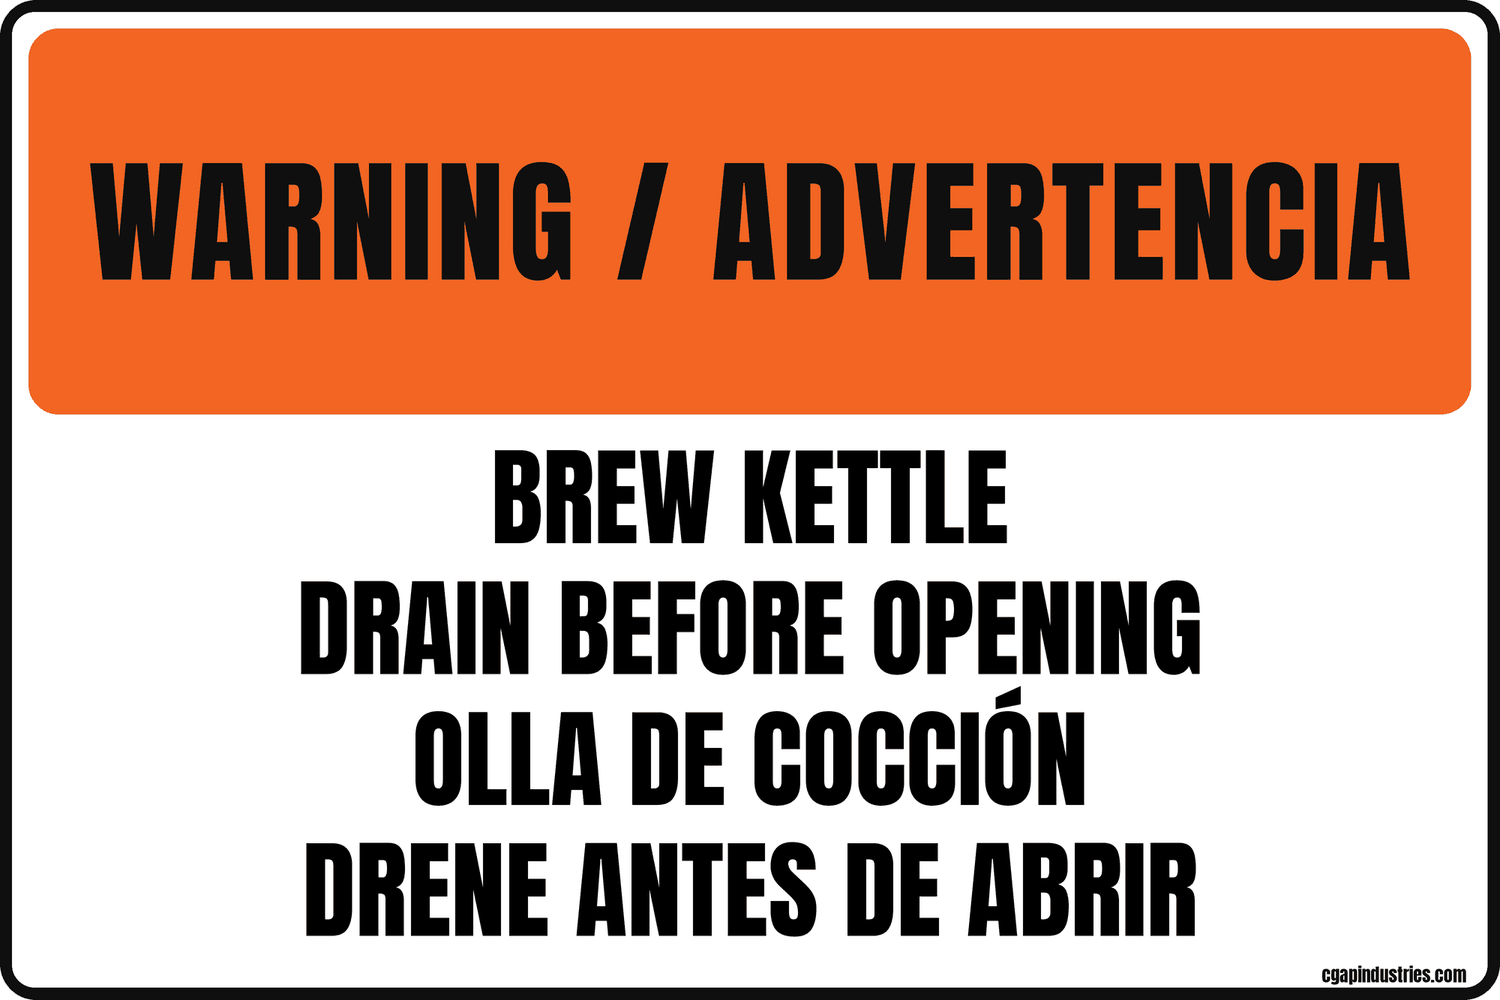 WARNING / ADVERTENCIA
BREW KETTLE
DRAIN BEFORE OPENING
OLLA DE COCCIÓN
DRENE ANTES DE ABRIR
cgapindustries.com